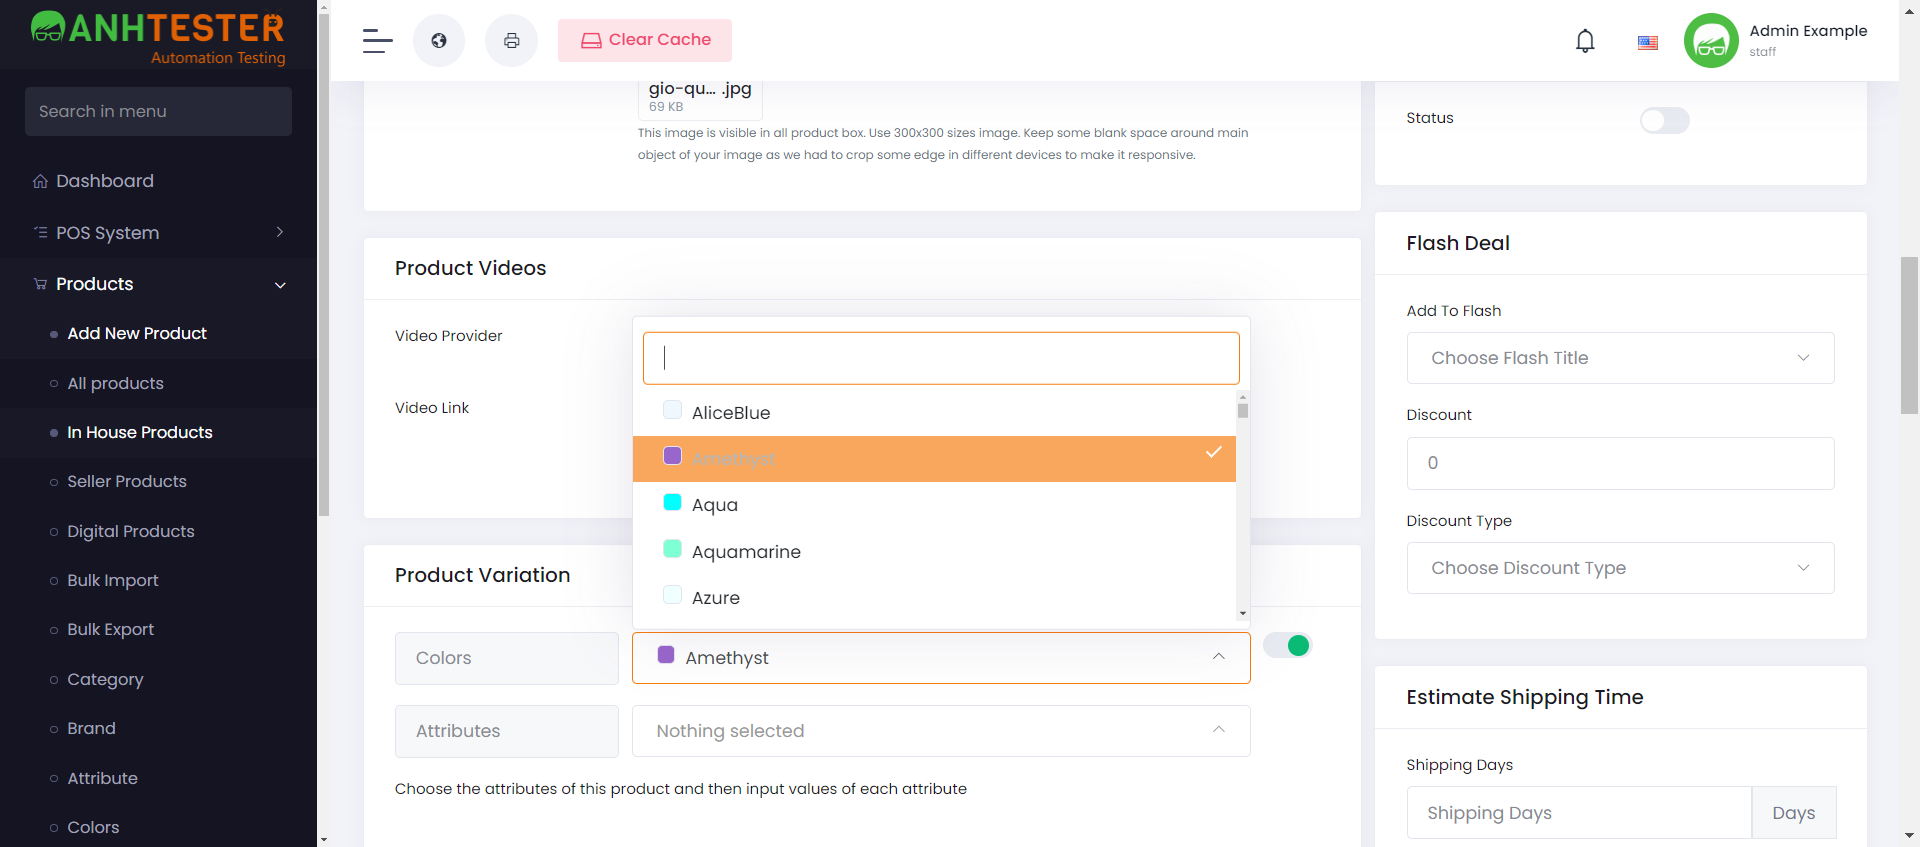 ANHTESTER
Automation Testing
Search in menu
Dashboard
POS System
Products
Add New Product
All products
In House Products
Seller Products
Digital Products
Bulk Import
Bulk Export
Category
Brand
Attribute
Colors
Clear Cache
Admin Example
staff
gio-qu... .jpg
69 KB
This image is visible in all product box. Use 300x300 sizes image. Keep some blank space around main
object of your image as we had to crop some edge in different devices to make it responsive.
Product Videos
Video Provider
Video Link
AliceBlue
Amethyst
Aqua
Aquamarine
Azure
Product Variation
Colors
Amethyst
Attributes
Nothing selected
Choose the attributes of this product and then input values of each attribute
Status
Flash Deal
Add To Flash
Choose Flash Title
Discount
0
Discount Type
Choose Discount Type
Estimate Shipping Time
Shipping Days
Shipping Days
Days